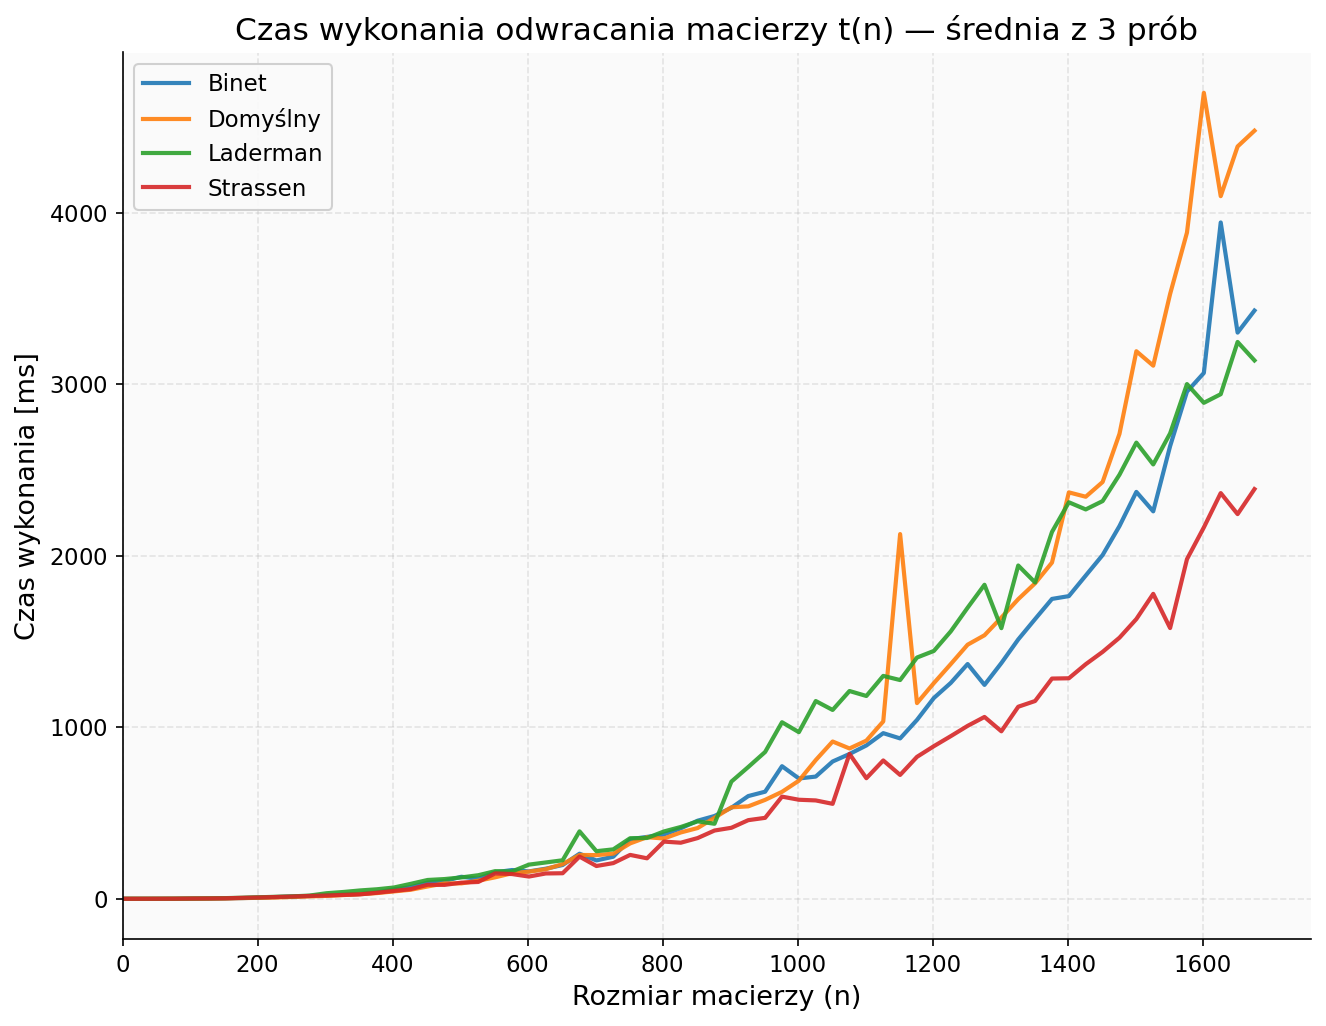 Czas wykonania odwracania macierzy t(n) — średnia z 3 prób
Binet
Domyślny
Laderman
Strassen
4000
3000
2000
1000
0
Czas wykonania [ms]
0 200 400 600 800 1000 1200 1400 1600
Rozmiar macierzy (n)